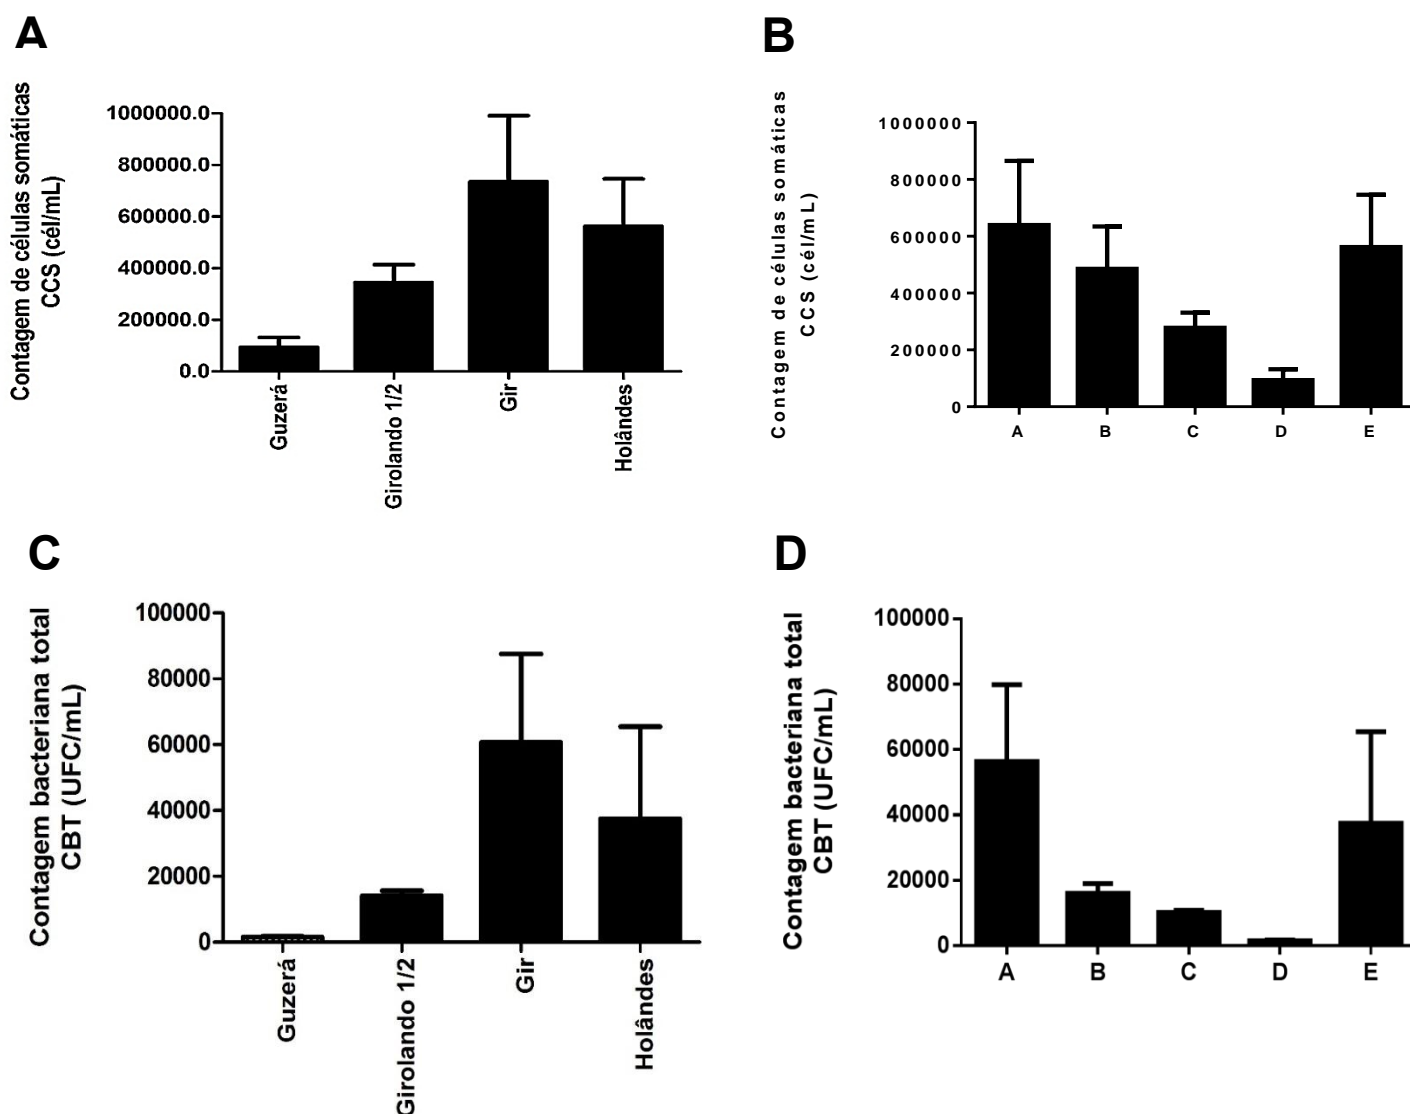 A
Contagem de células somáticas
CCS (cél/mL)
1000000.0
800000.0
600000.0
400000.0
200000.0
0.0
Guzerá
Girolando 1/2
Gir
Holândes
B
Contagem de células somáticas
CCS (cél/mL)
1000000
800000
600000
400000
200000
0
A
B
C
D
E
C
Contagem bacteriana total
CBT (UFC/mL)
100000
80000
60000
40000
20000
0
Guzerá
Girolando 1/2
Gir
Holândes
D
Contagem bacteriana total
CBT (UFC/mL)
100000
80000
60000
40000
20000
0
A
B
C
D
E